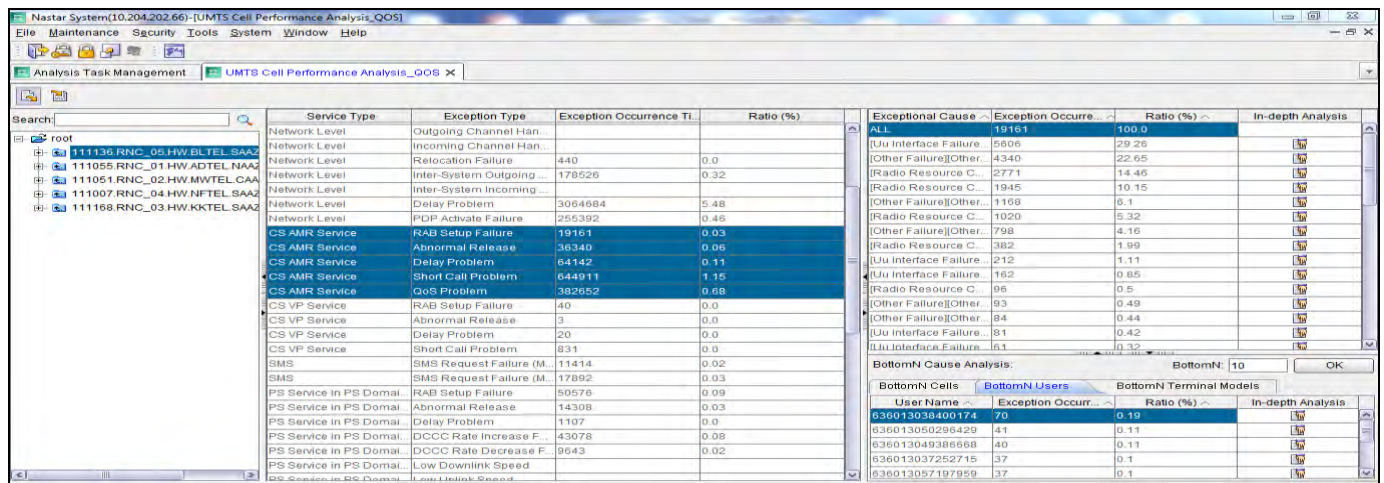 Nastar System(10.204.202.66)-[UMTS Cell Performance Analysis_QOS]
File Maintenance Security Tools System Window Help
Analysis Task Management UMTS Cell Performance Analysis_QOS
Search:
root
111136.RNC_05.HW.BLTEL.SAAZ
111055.RNC_01.HW.ADTEL.NAAZ
111051.RNC_02.HW.MWTEL.CAA
111007.RNC_04.HW.NFTEL.SAAZ
111168.RNC_03.HW.KKTEL.SAAZ
Service Type Exception Type Exception Occurrence Ti... Ratio (%)
Network Level Outgoing Channel Han...
Network Level Incoming Channel Han...
Network Level Relocation Failure 440 0.0
Network Level Inter-System Outgoing ... 178526 0.32
Network Level Inter-System Incoming ...
Network Level Delay Problem 3064684 5.48
Network Level PDP Activate Failure 255392 0.46
CS AMR Service RAB Setup Failure 19161 0.03
CS AMR Service Abnormal Release 36340 0.06
CS AMR Service Delay Problem 64142 0.11
CS AMR Service Short Call Problem 644911 1.15
CS AMR Service QoS Problem 382652 0.68
CS VP Service RAB Setup Failure 40 0.0
CS VP Service Abnormal Release 3 0.0
CS VP Service Delay Problem 20 0.0
CS VP Service Short Call Problem 831 0.0
SMS SMS Request Failure (M... 11414 0.02
SMS SMS Request Failure (M... 17892 0.03
PS Service in PS Domai... RAB Setup Failure 50576 0.09
PS Service in PS Domai... Abnormal Release 14308 0.03
PS Service in PS Domai... Delay Problem 1107 0.0
PS Service in PS Domai... DCCC Rate Increase F... 43078 0.08
PS Service in PS Domai... DCCC Rate Decrease F... 9643 0.02
PS Service in PS Domai... Low Downlink Speed
PS Service in PS Domai... Low Uplink Speed
Exceptional Cause Exception Occurre... Ratio (%) In-depth Analysis
ALL 19161 100.0
[Uu Interface Failure... 5606 29.26
[Other Failure][Other... 4340 22.65
[Radio Resource C... 2771 14.46
[Radio Resource C... 1945 10.15
[Other Failure][Other... 1168 6.1
[Radio Resource C... 1020 5.32
[Other Failure][Other... 798 4.16
[Radio Resource C... 382 1.99
[Uu Interface Failure... 212 1.11
[Uu Interface Failure... 162 0.85
[Radio Resource C... 96 0.5
[Other Failure][Other... 93 0.49
[Other Failure][Other... 84 0.44
[Uu Interface Failure... 81 0.42
[Uu Interface Failure... 61 0.32
BottomN Cause Analysis: BottomN: 10 OK
BottomN Cells BottomN Users BottomN Terminal Models
User Name Exception Occurr... Ratio (%) In-depth Analysis
636013038400174 70 0.19
636013050296429 41 0.11
636013049386668 40 0.11
636013037252715 37 0.1
636013057197959 37 0.1